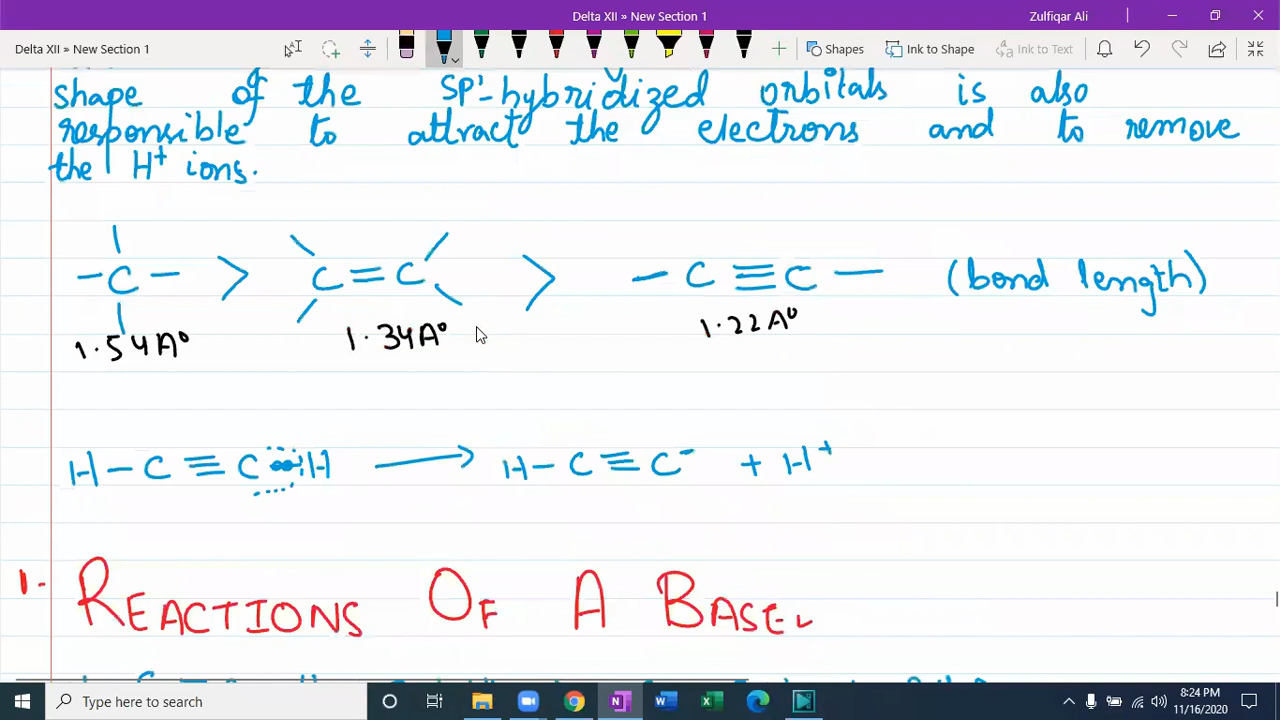 Delta XII » New Section 1
Zulfiqar Ali
Delta XII » New Section 1
Shapes
Ink to Shape
Ink to Text
shape of the SP¹-hybridized orbitals is also
responsible to attract the electrons and to remove
the H⁺ ions.
-C- > C=C > -C≡C- (bond length)
1.54A° 1.34A° 1.22A°
H-C≡C:H → H-C≡C⁻ + H⁺
1. REACTIONS OF A BASE
Type here to search
8:24 PM
11/16/2020